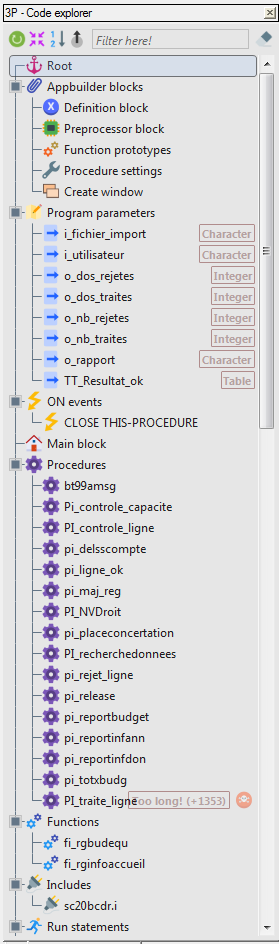 3P - Code explorer
Filter here!
Root
Appbuilder blocks
Definition block
Preprocessor block
Function prototypes
Procedure settings
Create window
Program parameters
i_fichier_import Character
i_utilisateur Character
o_dos_rejetes Integer
o_dos_traites Integer
o_nb_rejetes Integer
o_nb_traites Integer
o_rapport Character
TT_Resultat_ok Table
ON events
CLOSE THIS-PROCEDURE
Main block
Procedures
bt99amsg
Pi_controle_capacite
PI_controle_ligne
pi_delsscompte
pi_ligne_ok
pi_maj_reg
PI_NVDroit
pi_placeconcertation
PI_recherchedonnees
pi_rejet_ligne
pi_release
pi_reportbudget
pi_reportinfann
pi_reportinfdon
pi_totxbudg
PI_traite_ligne Too long! (+1353)
Functions
fi_rgbudequ
fi_rginfoaccueil
Includes
sc20bcdr.i
Run statements